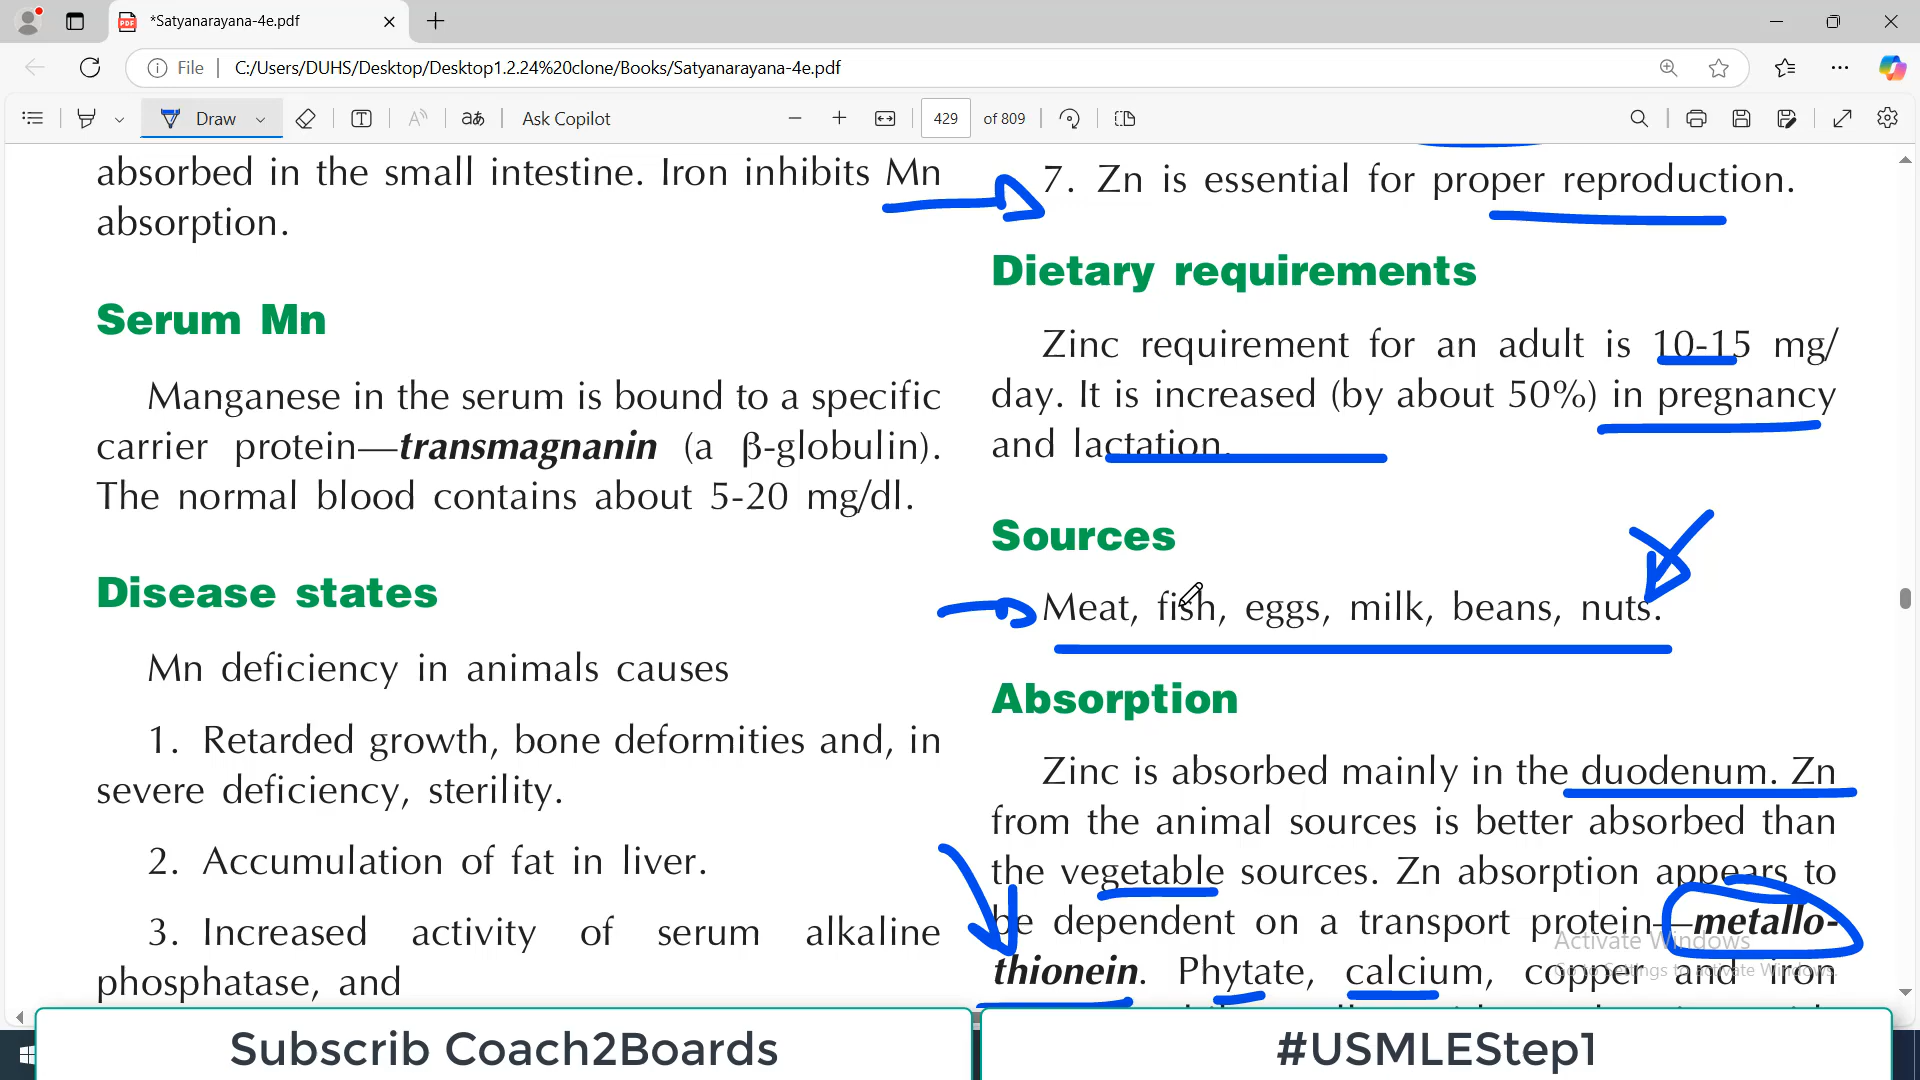 *Satyanarayana-4e.pdf
File
C:/Users/DUHS/Desktop/Desktop1.2.24%20clone/Books/Satyanarayana-4e.pdf
Draw
Ask Copilot
429 of 809
absorbed in the small intestine. Iron inhibits Mn
absorption.
Serum Mn
Manganese in the serum is bound to a specific
carrier protein—transmagnanin (a β-globulin).
The normal blood contains about 5-20 mg/dl.
Disease states
Mn deficiency in animals causes
1. Retarded growth, bone deformities and, in
severe deficiency, sterility.
2. Accumulation of fat in liver.
3. Increased activity of serum alkaline
phosphatase, and
7. Zn is essential for proper reproduction.
Dietary requirements
Zinc requirement for an adult is 10-15 mg/
day. It is increased (by about 50%) in pregnancy
and lactation.
Sources
Meat, fish, eggs, milk, beans, nuts.
Absorption
Zinc is absorbed mainly in the duodenum. Zn
from the animal sources is better absorbed than
the vegetable sources. Zn absorption appears to
be dependent on a transport protein—metallo-
thionein. Phytate, calcium, copper and iron
Activate Windows
Go to Settings to activate Windows.
Subscrib Coach2Boards
#USMLEStep1